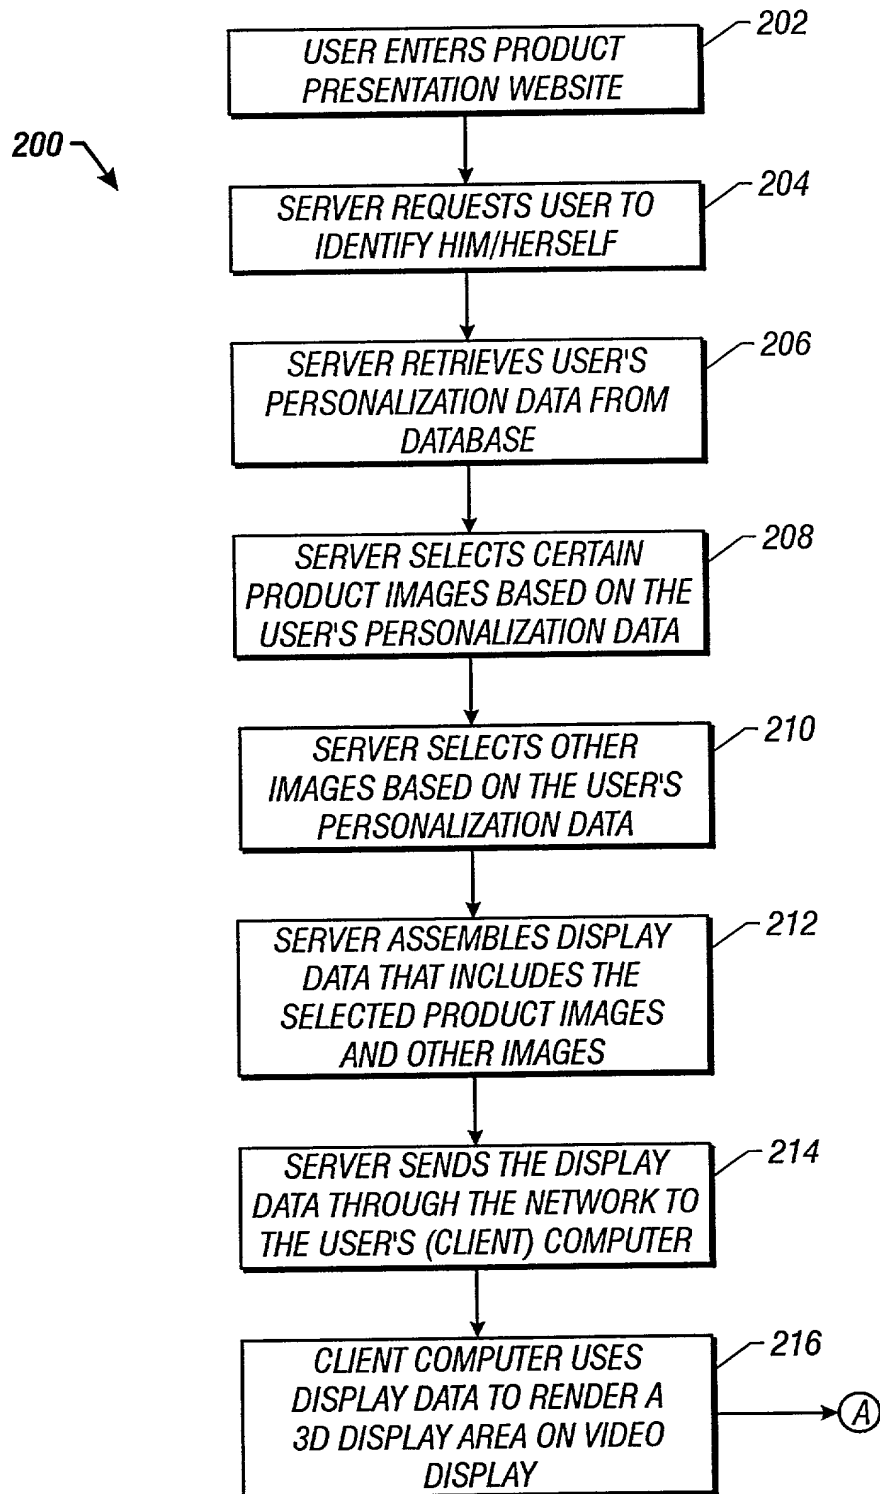 202
USER ENTERS PRODUCT
PRESENTATION WEBSITE
200
204
SERVER REQUESTS USER TO
IDENTIFY HIM/HERSELF
206
SERVER RETRIEVES USER'S
PERSONALIZATION DATA FROM
DATABASE
208
SERVER SELECTS CERTAIN
PRODUCT IMAGES BASED ON THE
USER'S PERSONALIZATION DATA
210
SERVER SELECTS OTHER
IMAGES BASED ON THE USER'S
PERSONALIZATION DATA
212
SERVER ASSEMBLES DISPLAY
DATA THAT INCLUDES THE
SELECTED PRODUCT IMAGES
AND OTHER IMAGES
214
SERVER SENDS THE DISPLAY
DATA THROUGH THE NETWORK TO
THE USER'S (CLIENT) COMPUTER
216
CLIENT COMPUTER USES
DISPLAY DATA TO RENDER A
3D DISPLAY AREA ON VIDEO
DISPLAY
A